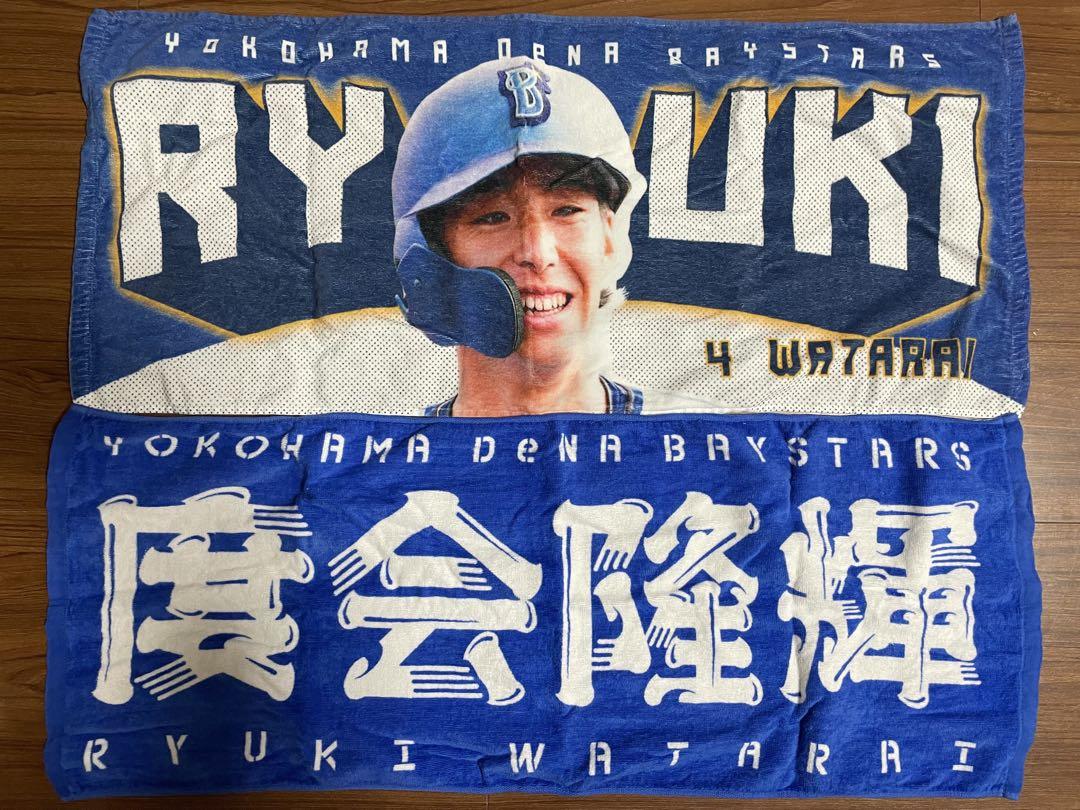 YOKOHAMA DeNA BAYSTARS
RYUKI
4 WATARAI
YOKOHAMA DeNA BAYSTARS
度会隆輝
RYUKI WATARAI